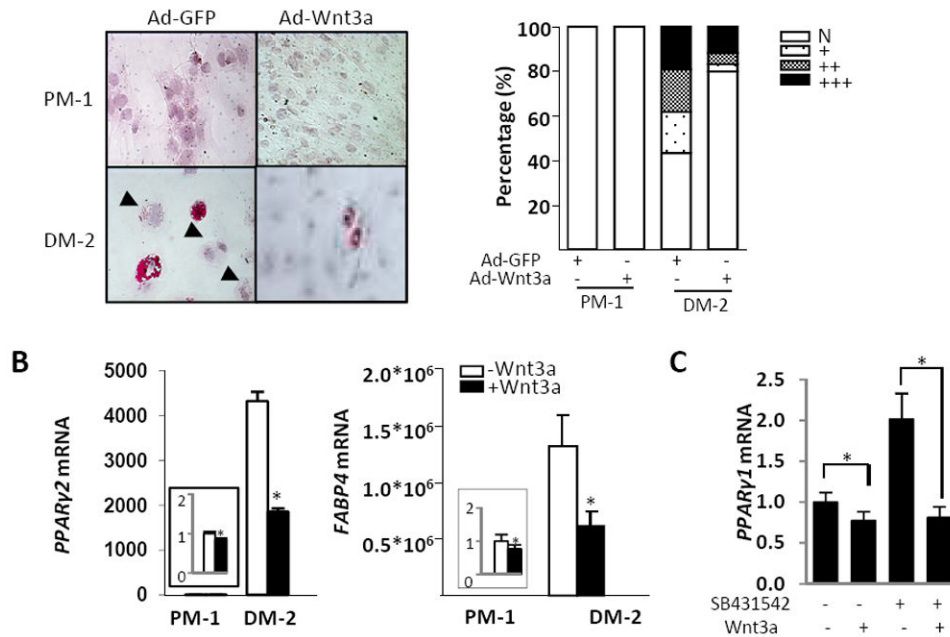 Ad-GFP Ad-Wnt3a
PM-1
DM-2
Percentage (%)
100
80
60
40
20
N
+
++
+++
Ad-GFP + - + -
Ad-Wnt3a - + - +
PM-1 DM-2
B
PPARγ2 mRNA
5000
4000
3000
2000
1000
0
2
1
0
*
*
PM-1 DM-2
FABP4 mRNA
2.0*10⁶
1.5*10⁶
1.0*10⁶
0.5*10⁶
-Wnt3a
+Wnt3a
2
1
0
*
*
PM-1 DM-2
C
PPARγ1 mRNA
2.5
2.0
1.5
1.0
0.5
0.0
*
*
SB431542 - - + +
Wnt3a - + - +